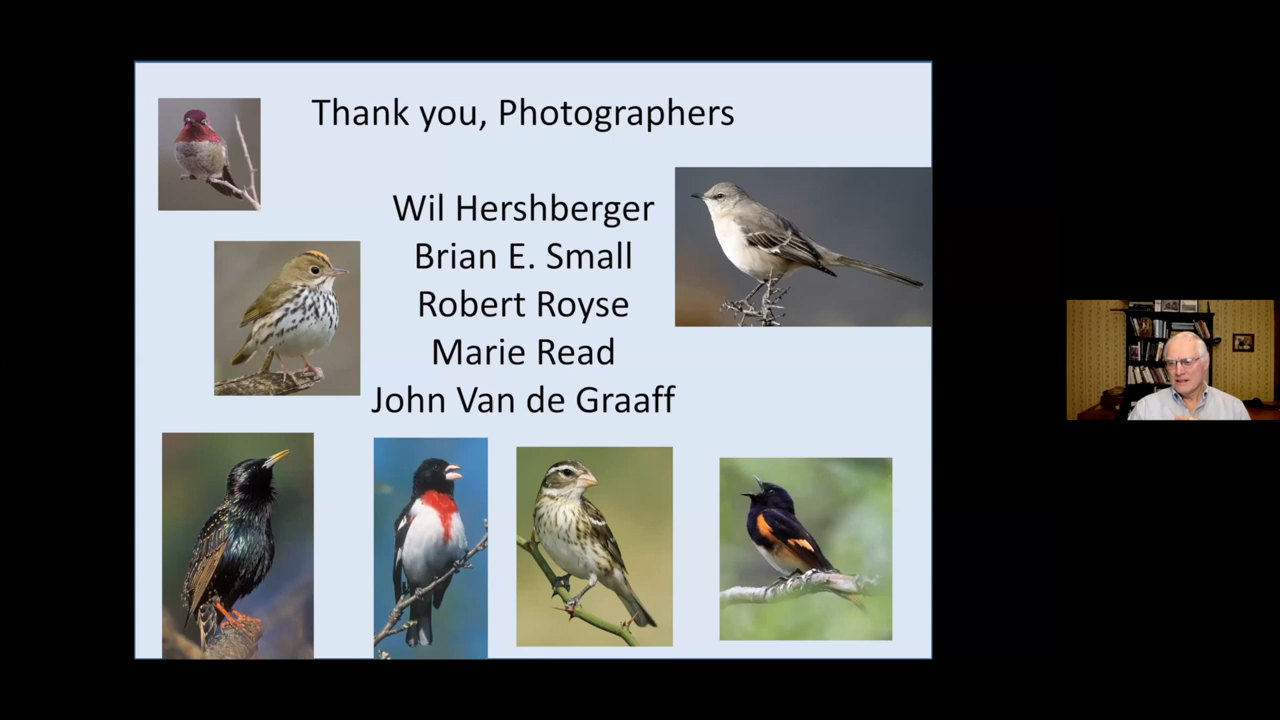 Thank you, Photographers
Wil Hershberger
Brian E. Small
Robert Royse
Marie Read
John Van de Graaff